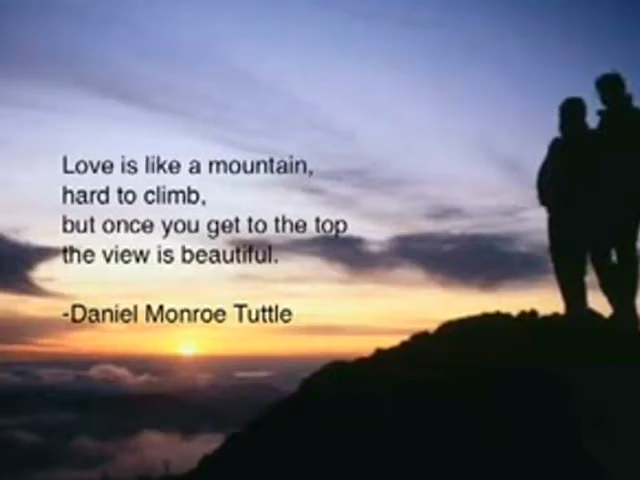 Love is like a mountain,
hard to climb,
but once you get to the top
the view is beautiful.
-Daniel Monroe Tuttle